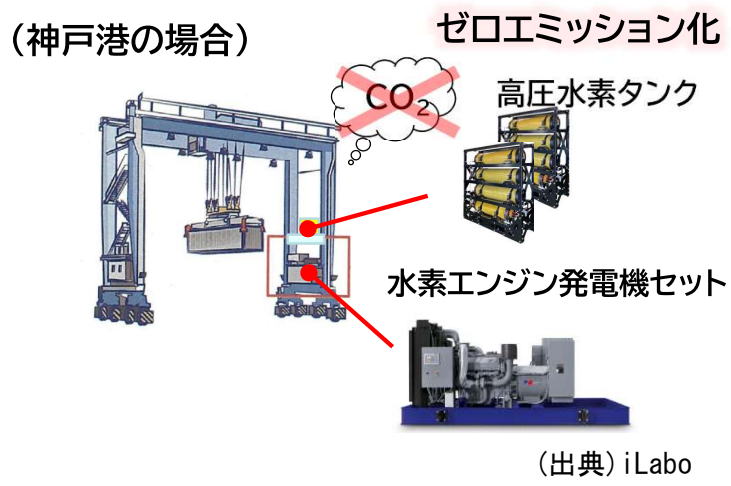 (神戸港の場合)
ゼロエミッション化
CO2
高圧水素タンク
水素エンジン発電機セット
(出典)iLabo